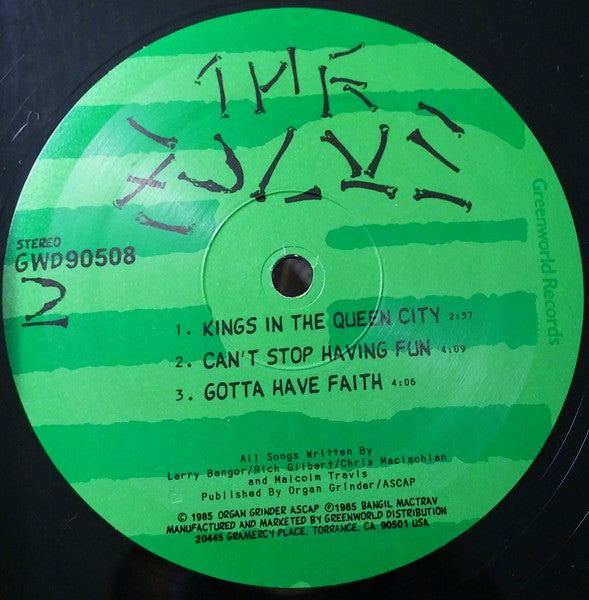 THE
ZULUS
STEREO
GWD90508
2
Greenworld Records
1. KINGS IN THE QUEEN CITY 2:57
2. CAN'T STOP HAVING FUN 4:09
3. GOTTA HAVE FAITH 4:06
All Songs Written By
Larry Bangor/Rich Gilbert/Chris Maclachlan
and Malcolm Travis
Published By Organ Grinder/ASCAP
© 1985 ORGAN GRINDER ASCAP ℗1985 BANGIL MACTRAV
MANUFACTURED AND MARKETED BY GREENWORLD DISTRIBUTION
20445 GRAMERCY PLACE, TORRANCE, CA 90501 USA